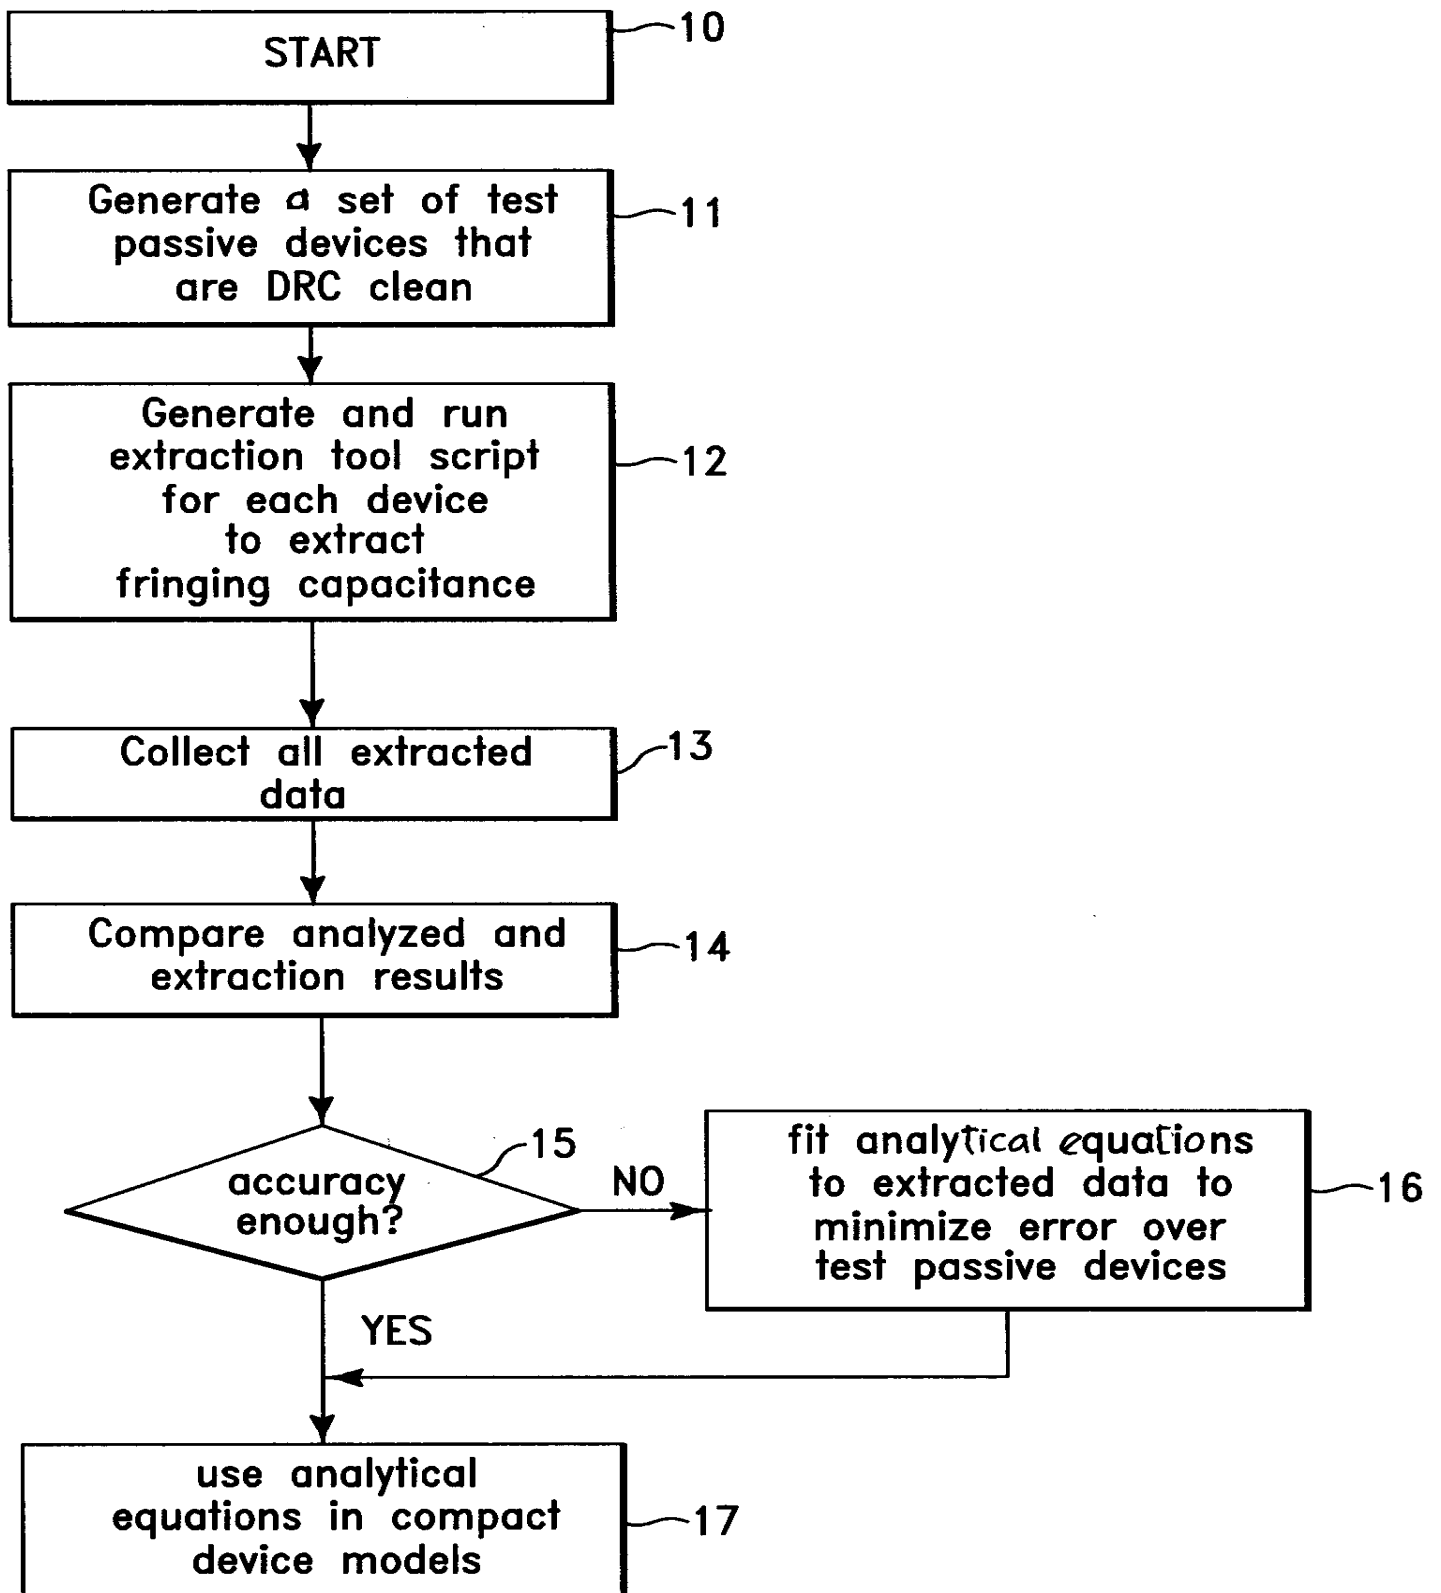 START
10
Generate a set of test
passive devices that
are DRC clean
11
Generate and run
extraction tool script
for each device
to extract
fringing capacitance
12
Collect all extracted
data
13
Compare analyzed and
extraction results
14
accuracy
enough?
15
NO
fit analytical equations
to extracted data to
minimize error over
test passive devices
16
YES
use analytical
equations in compact
device models
17